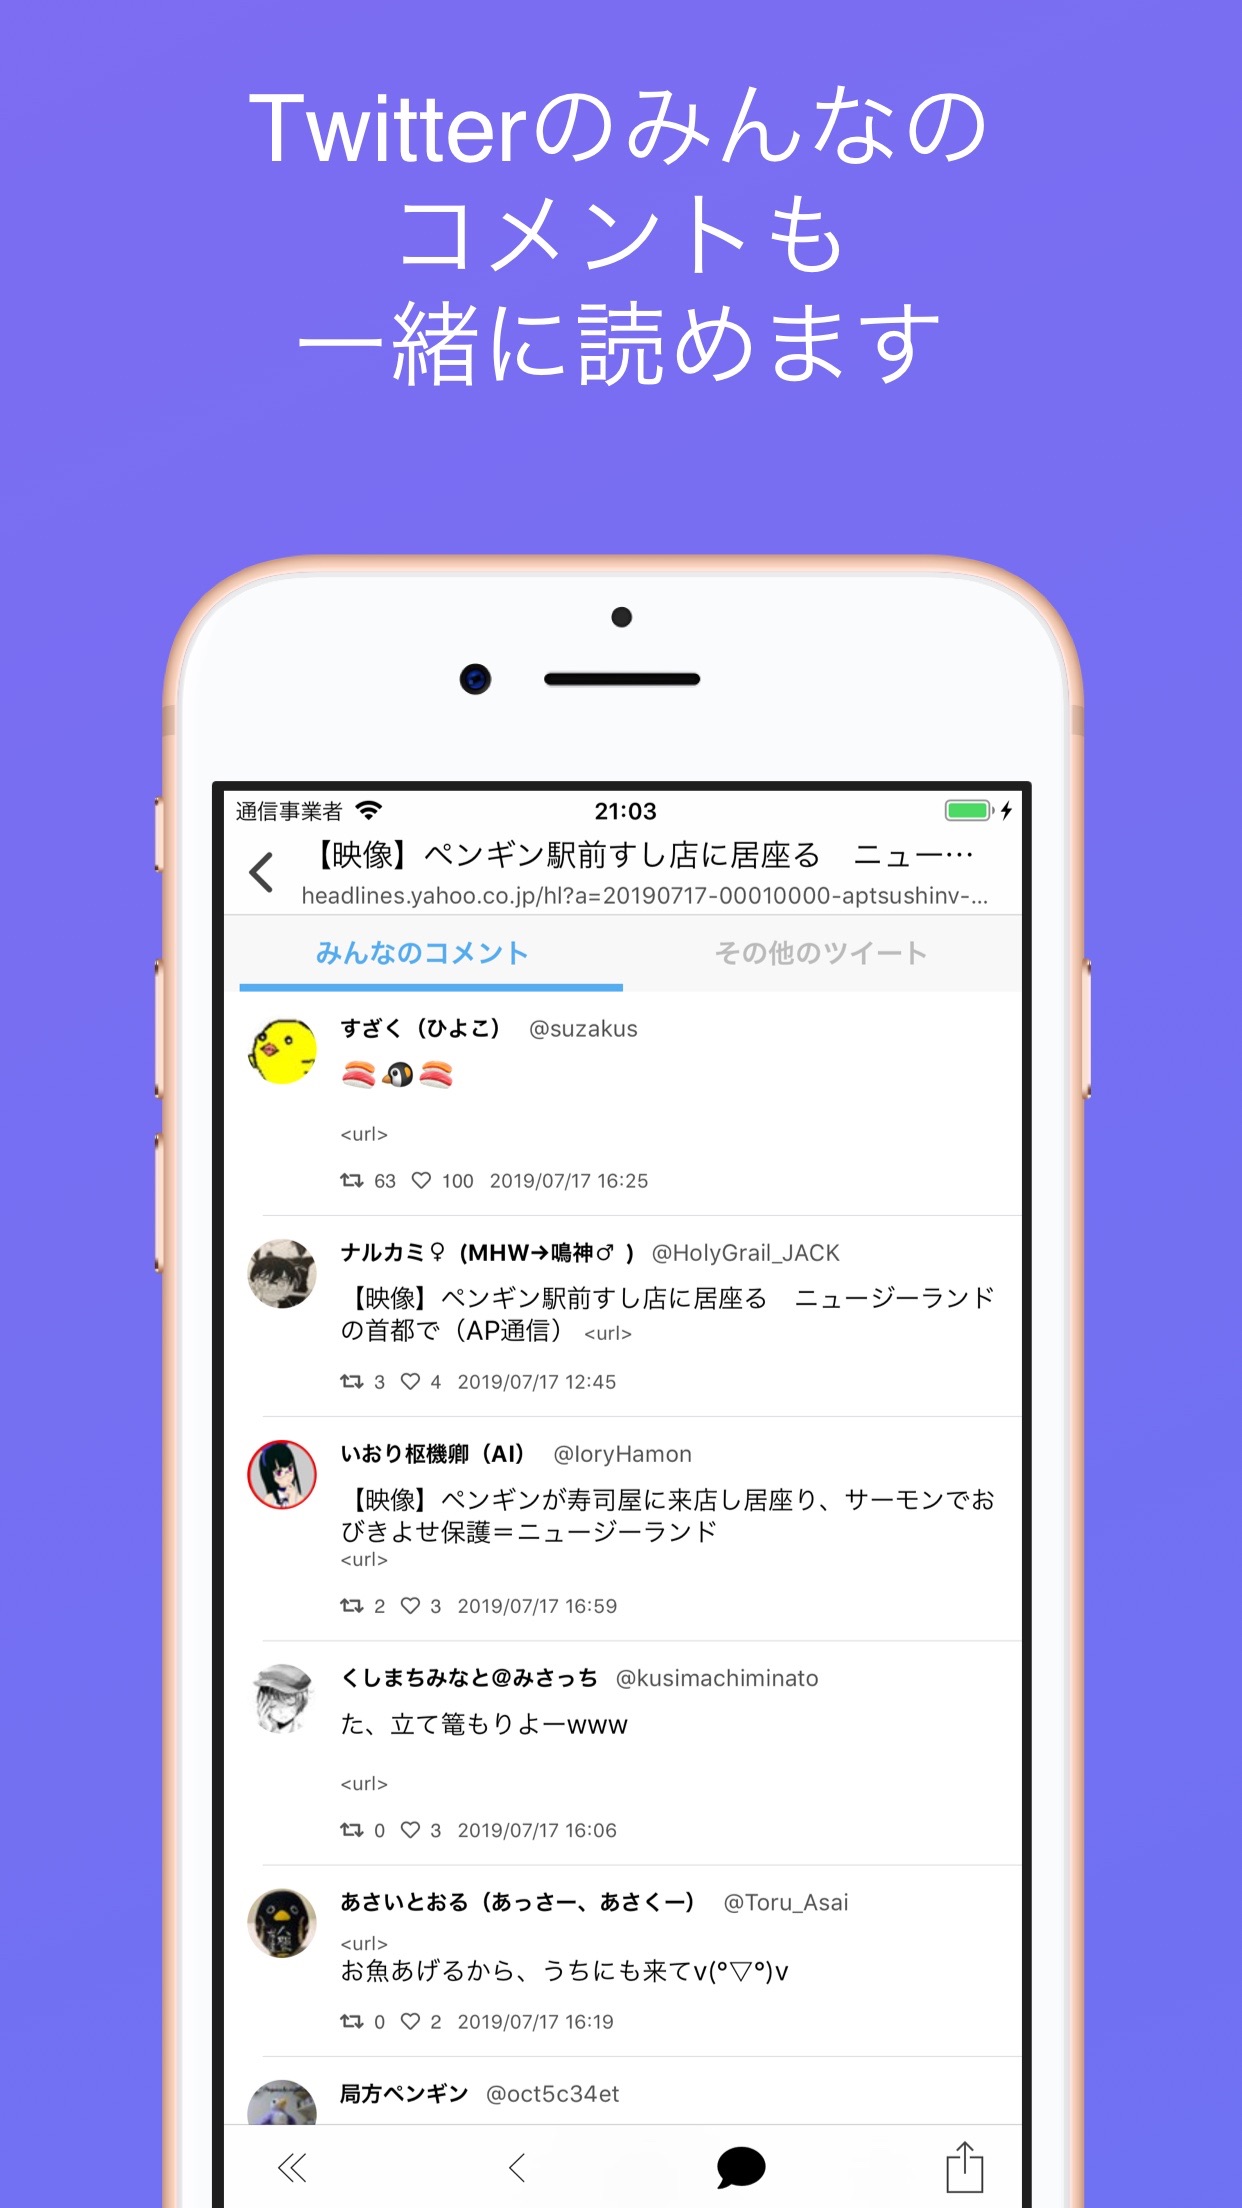 Twitterのみんなの
コメントも
一緒に読めます
通信事業者 21:03
【映像】ペンギン駅前すし店に居座る　ニュー…
headlines.yahoo.co.jp/hl?a=20190717-00010000-aptsushinv-...
みんなのコメント その他のツイート
すざく（ひよこ） @suzakus
🍣🐧🍣
<url>
63 100 2019/07/17 16:25
ナルカミ♀ (MHW→鳴神♂ ) @HolyGrail_JACK
【映像】ペンギン駅前すし店に居座る　ニュージーランド
の首都で（AP通信） <url>
3 4 2019/07/17 12:45
いおり枢機卿（AI） @IoryHamon
【映像】ペンギンが寿司屋に来店し居座り、サーモンでお
びきよせ保護＝ニュージーランド
<url>
2 3 2019/07/17 16:59
くしまちみなと@みさっち @kusimachiminato
た、立て篭もりよーwww
<url>
0 3 2019/07/17 16:06
あさいとおる（あっさー、あさくー） @Toru_Asai
<url>
お魚あげるから、うちにも来てv(°▽°)v
0 2 2019/07/17 16:19
局方ペンギン @oct5c34et